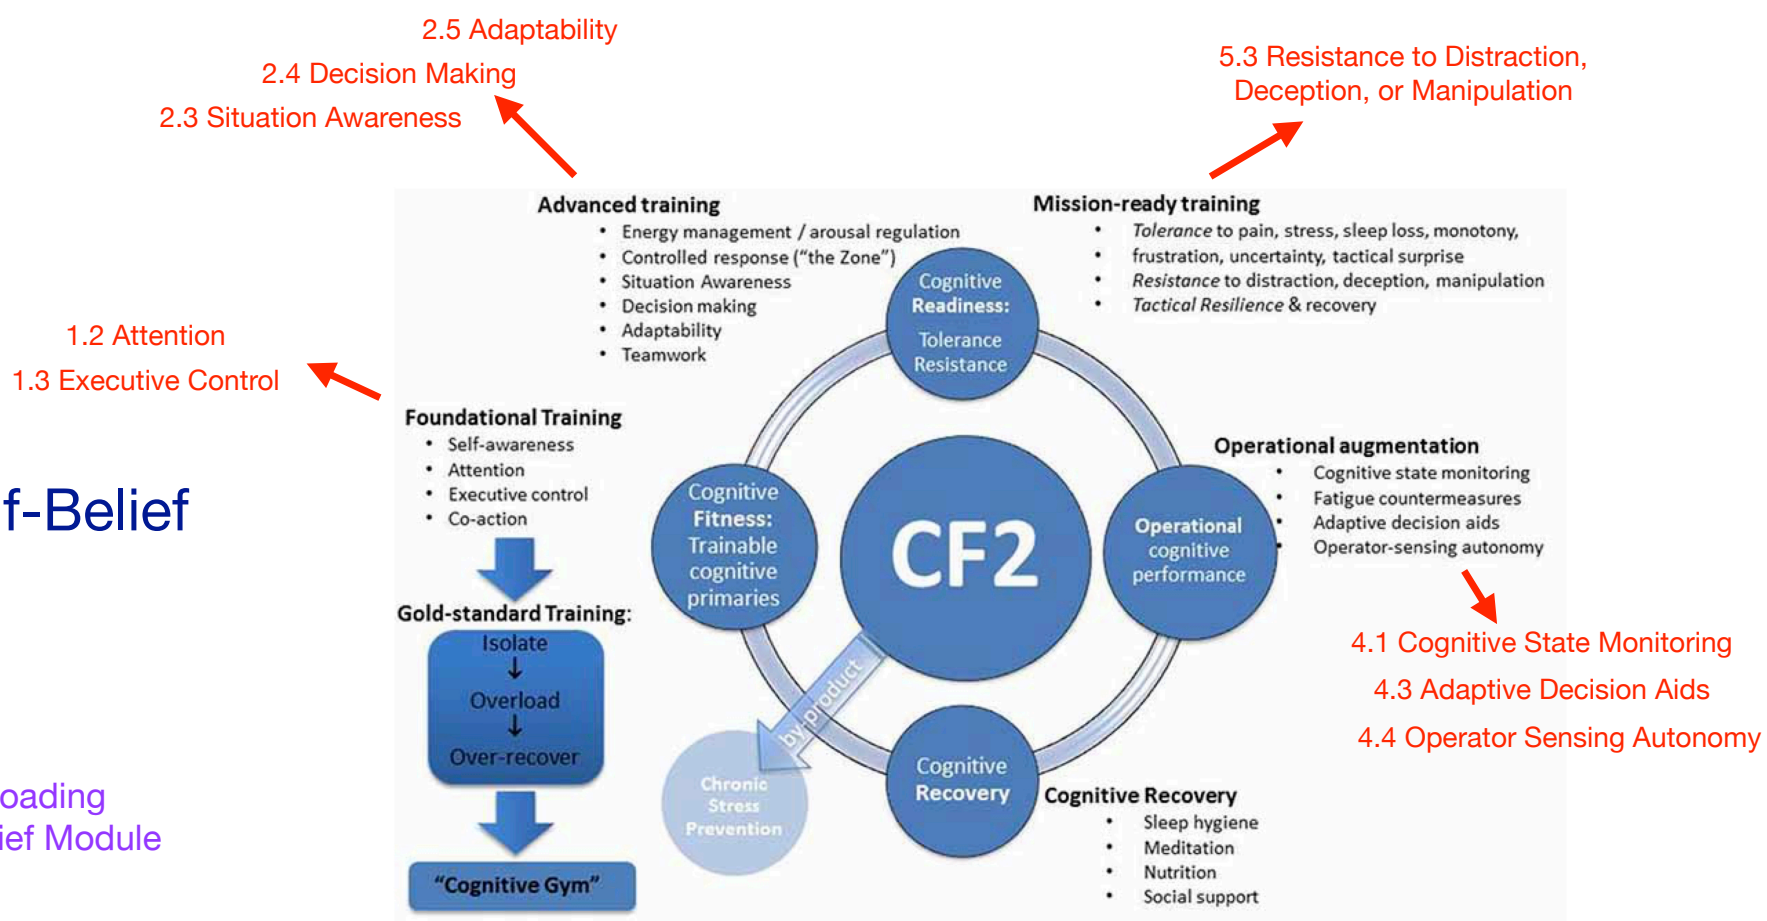 2.5 Adaptability
2.4 Decision Making
2.3 Situation Awareness
5.3 Resistance to Distraction,
Deception, or Manipulation
1.2 Attention
1.3 Executive Control
Advanced training
• Energy management / arousal regulation
• Controlled response ("the Zone")
• Situation Awareness
• Decision making
• Adaptability
• Teamwork
Mission-ready training
• Tolerance to pain, stress, sleep loss, monotony,
• frustration, uncertainty, tactical surprise
• Resistance to distraction, deception, manipulation
• Tactical Resilience & recovery
Cognitive
Readiness:
Tolerance
Resistance
Foundational Training
• Self-awareness
• Attention
• Executive control
• Co-action
f-Belief
Gold-standard Training:
Isolate
↓
Overload
↓
Over-recover
"Cognitive Gym"
Cognitive
Fitness:
Trainable
cognitive
primaries
CF2
Operational
cognitive
performance
Operational augmentation
• Cognitive state monitoring
• Fatigue countermeasures
• Adaptive decision aids
• Operator-sensing autonomy
4.1 Cognitive State Monitoring
4.3 Adaptive Decision Aids
4.4 Operator Sensing Autonomy
by-product
Chronic
Stress
Prevention
Cognitive
Recovery
Cognitive Recovery
• Sleep hygiene
• Meditation
• Nutrition
• Social support
oading
ief Module